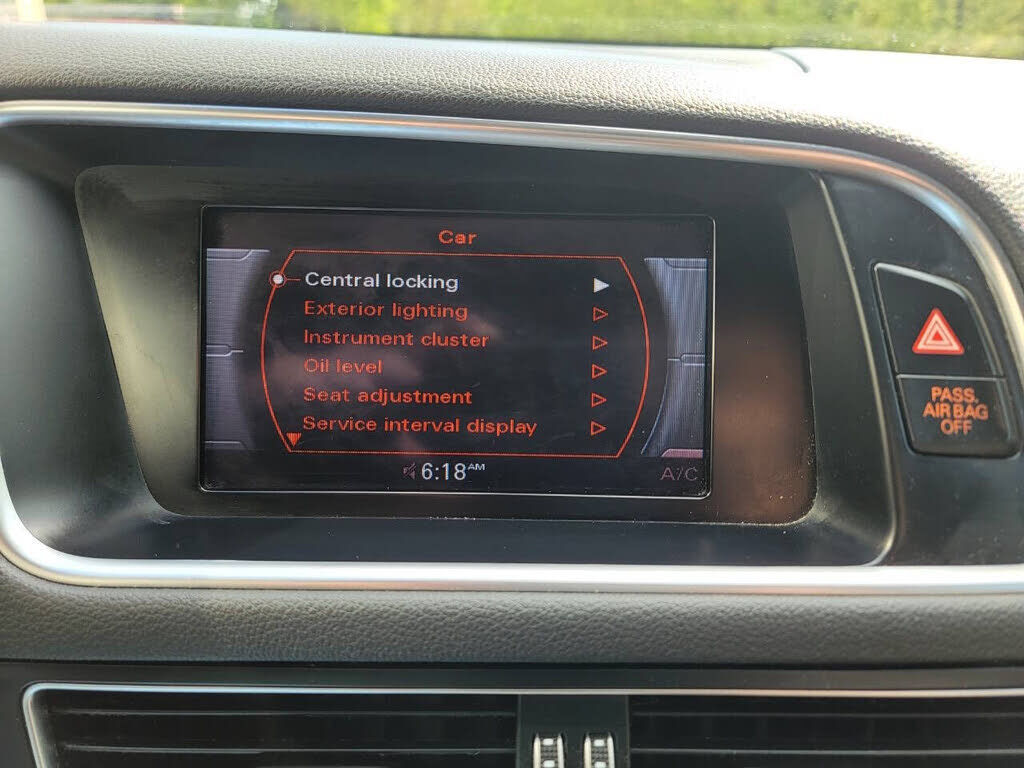 Car
Central locking
Exterior lighting
Instrument cluster
Oil level
Seat adjustment
Service interval display
6:18AM
A/C
PASS.
AIR BAG
OFF